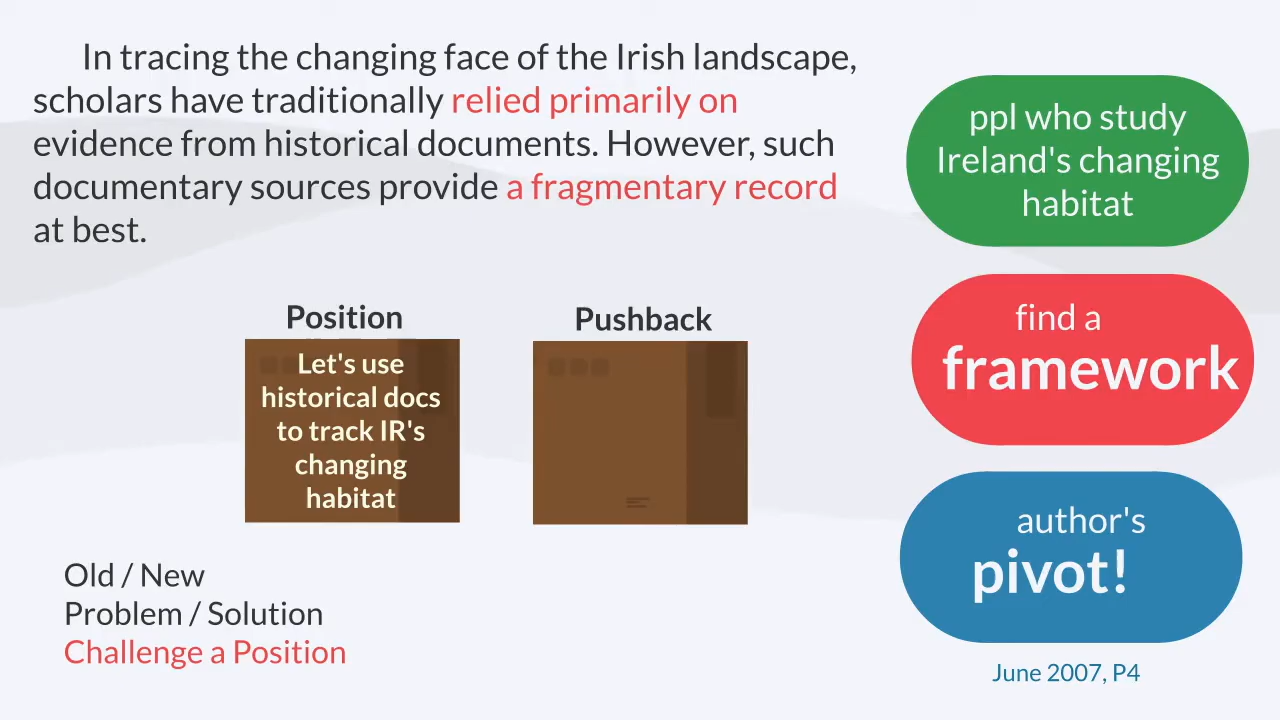 In tracing the changing face of the Irish landscape,
scholars have traditionally relied primarily on
evidence from historical documents. However, such
documentary sources provide a fragmentary record
at best.
ppl who study
Ireland's changing
habitat
find a
framework
author's
pivot!
June 2007, P4
Position
Let's use
historical docs
to track IR's
changing
habitat
Pushback
Old / New
Problem / Solution
Challenge a Position